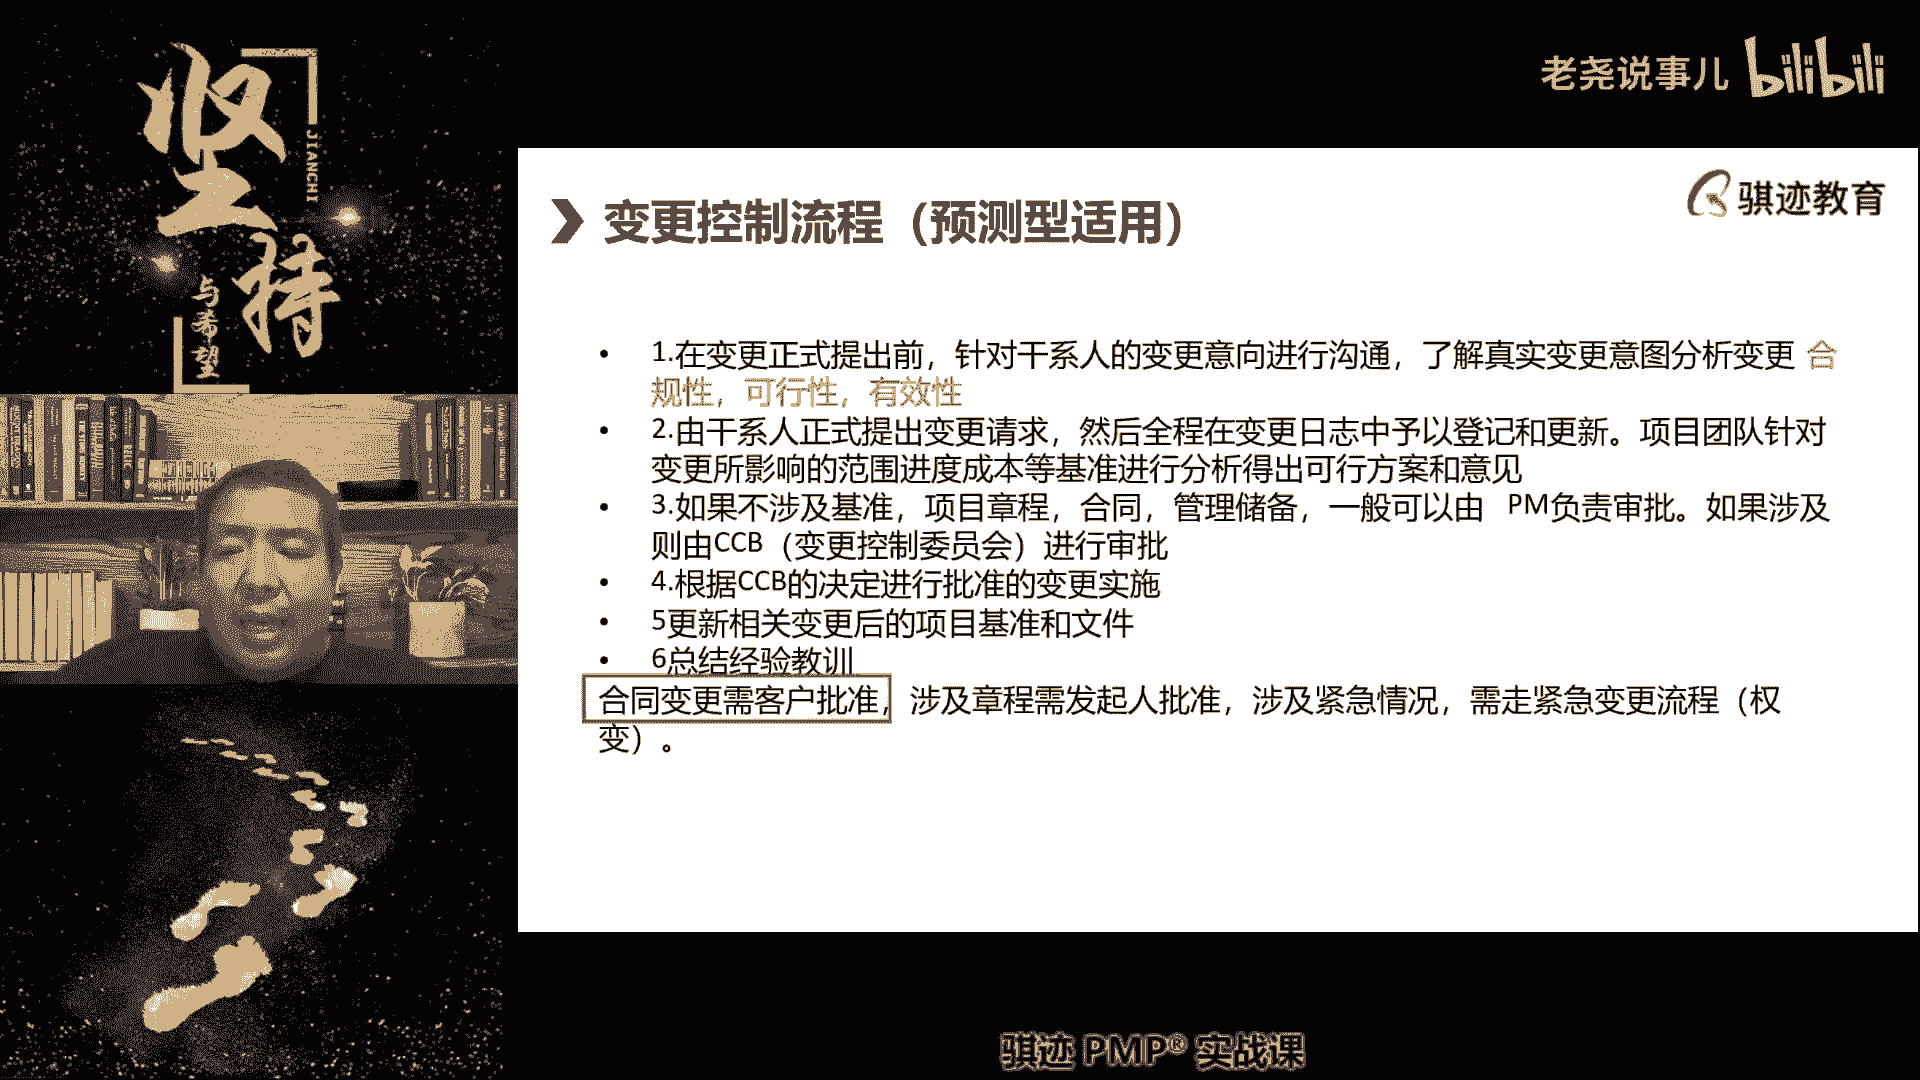 坚持
JIANCHI
与希望
老尧说事儿 bilibili
骐迹教育
变更控制流程（预测型适用）
• 1.在变更正式提出前，针对干系人的变更意向进行沟通，了解真实变更意图分析变更 合
规性，可行性，有效性
• 2.由干系人正式提出变更请求，然后全程在变更日志中予以登记和更新。项目团队针对
变更所影响的范围进度成本等基准进行分析得出可行方案和意见
• 3.如果不涉及基准，项目章程，合同，管理储备，一般可以由 PM负责审批。如果涉及
则由CCB（变更控制委员会）进行审批
• 4.根据CCB的决定进行批准的变更实施
• 5更新相关变更后的项目基准和文件
• 6总结经验教训
合同变更需客户批准，涉及章程需发起人批准，涉及紧急情况，需走紧急变更流程（权
变）。
骐迹 PMP® 实战课